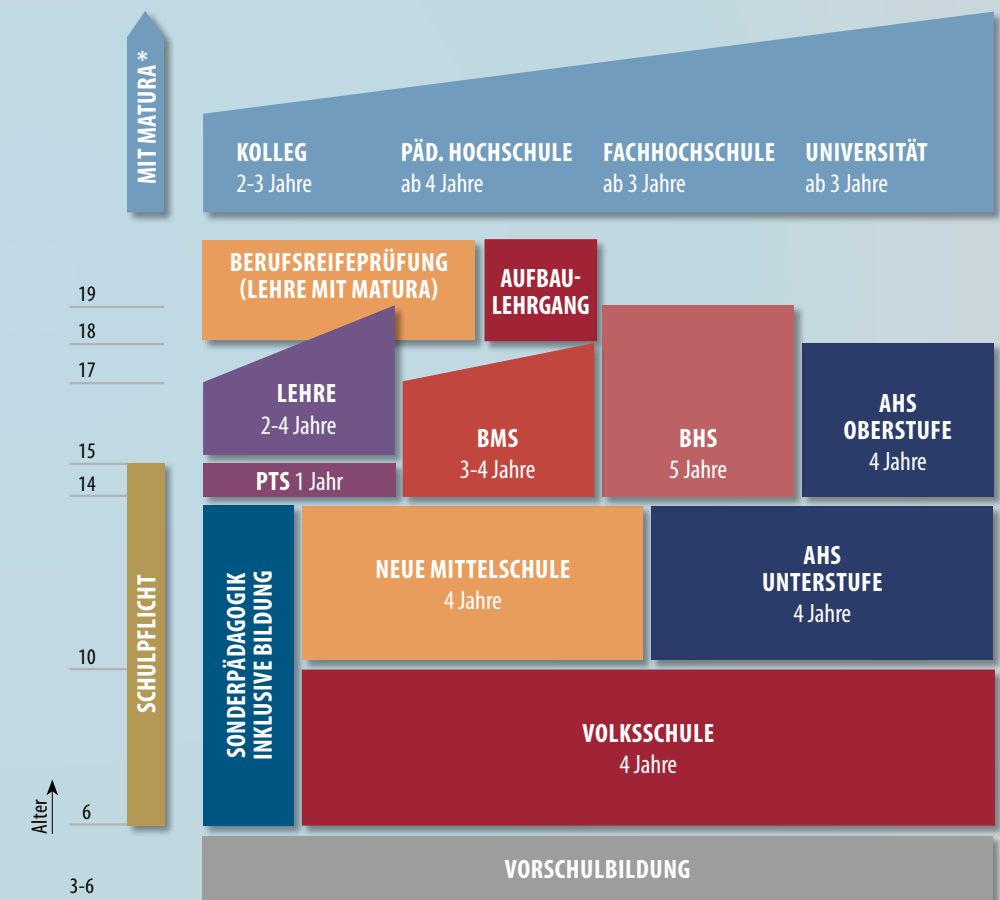 MIT MATURA*
KOLLEG
2-3 Jahre
PÄD. HOCHSCHULE
ab 4 Jahre
FACHHOCHSCHULE
ab 3 Jahre
UNIVERSITÄT
ab 3 Jahre
BERUFSREIFEPRÜFUNG
(LEHRE MIT MATURA)
AUFBAU-
LEHRGANG
19
18
17
15
14
10
6
3-6
Alter
SCHULPFLICHT
LEHRE
2-4 Jahre
BMS
3-4 Jahre
BHS
5 Jahre
AHS
OBERSTUFE
4 Jahre
PTS 1 Jahr
SONDERPÄDAGOGIK
INKLUSIVE BILDUNG
NEUE MITTELSCHULE
4 Jahre
AHS
UNTERSTUFE
4 Jahre
VOLKSSCHULE
4 Jahre
VORSCHULBILDUNG